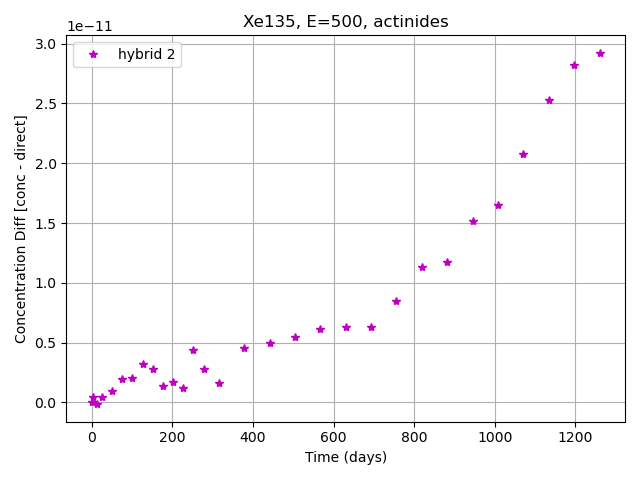 Xe135, E=500, actinides
1e−11
hybrid 2
3.0
2.5
2.0
1.5
1.0
0.5
0.0
Concentration Diff [conc - direct]
0 200 400 600 800 1000 1200
Time (days)